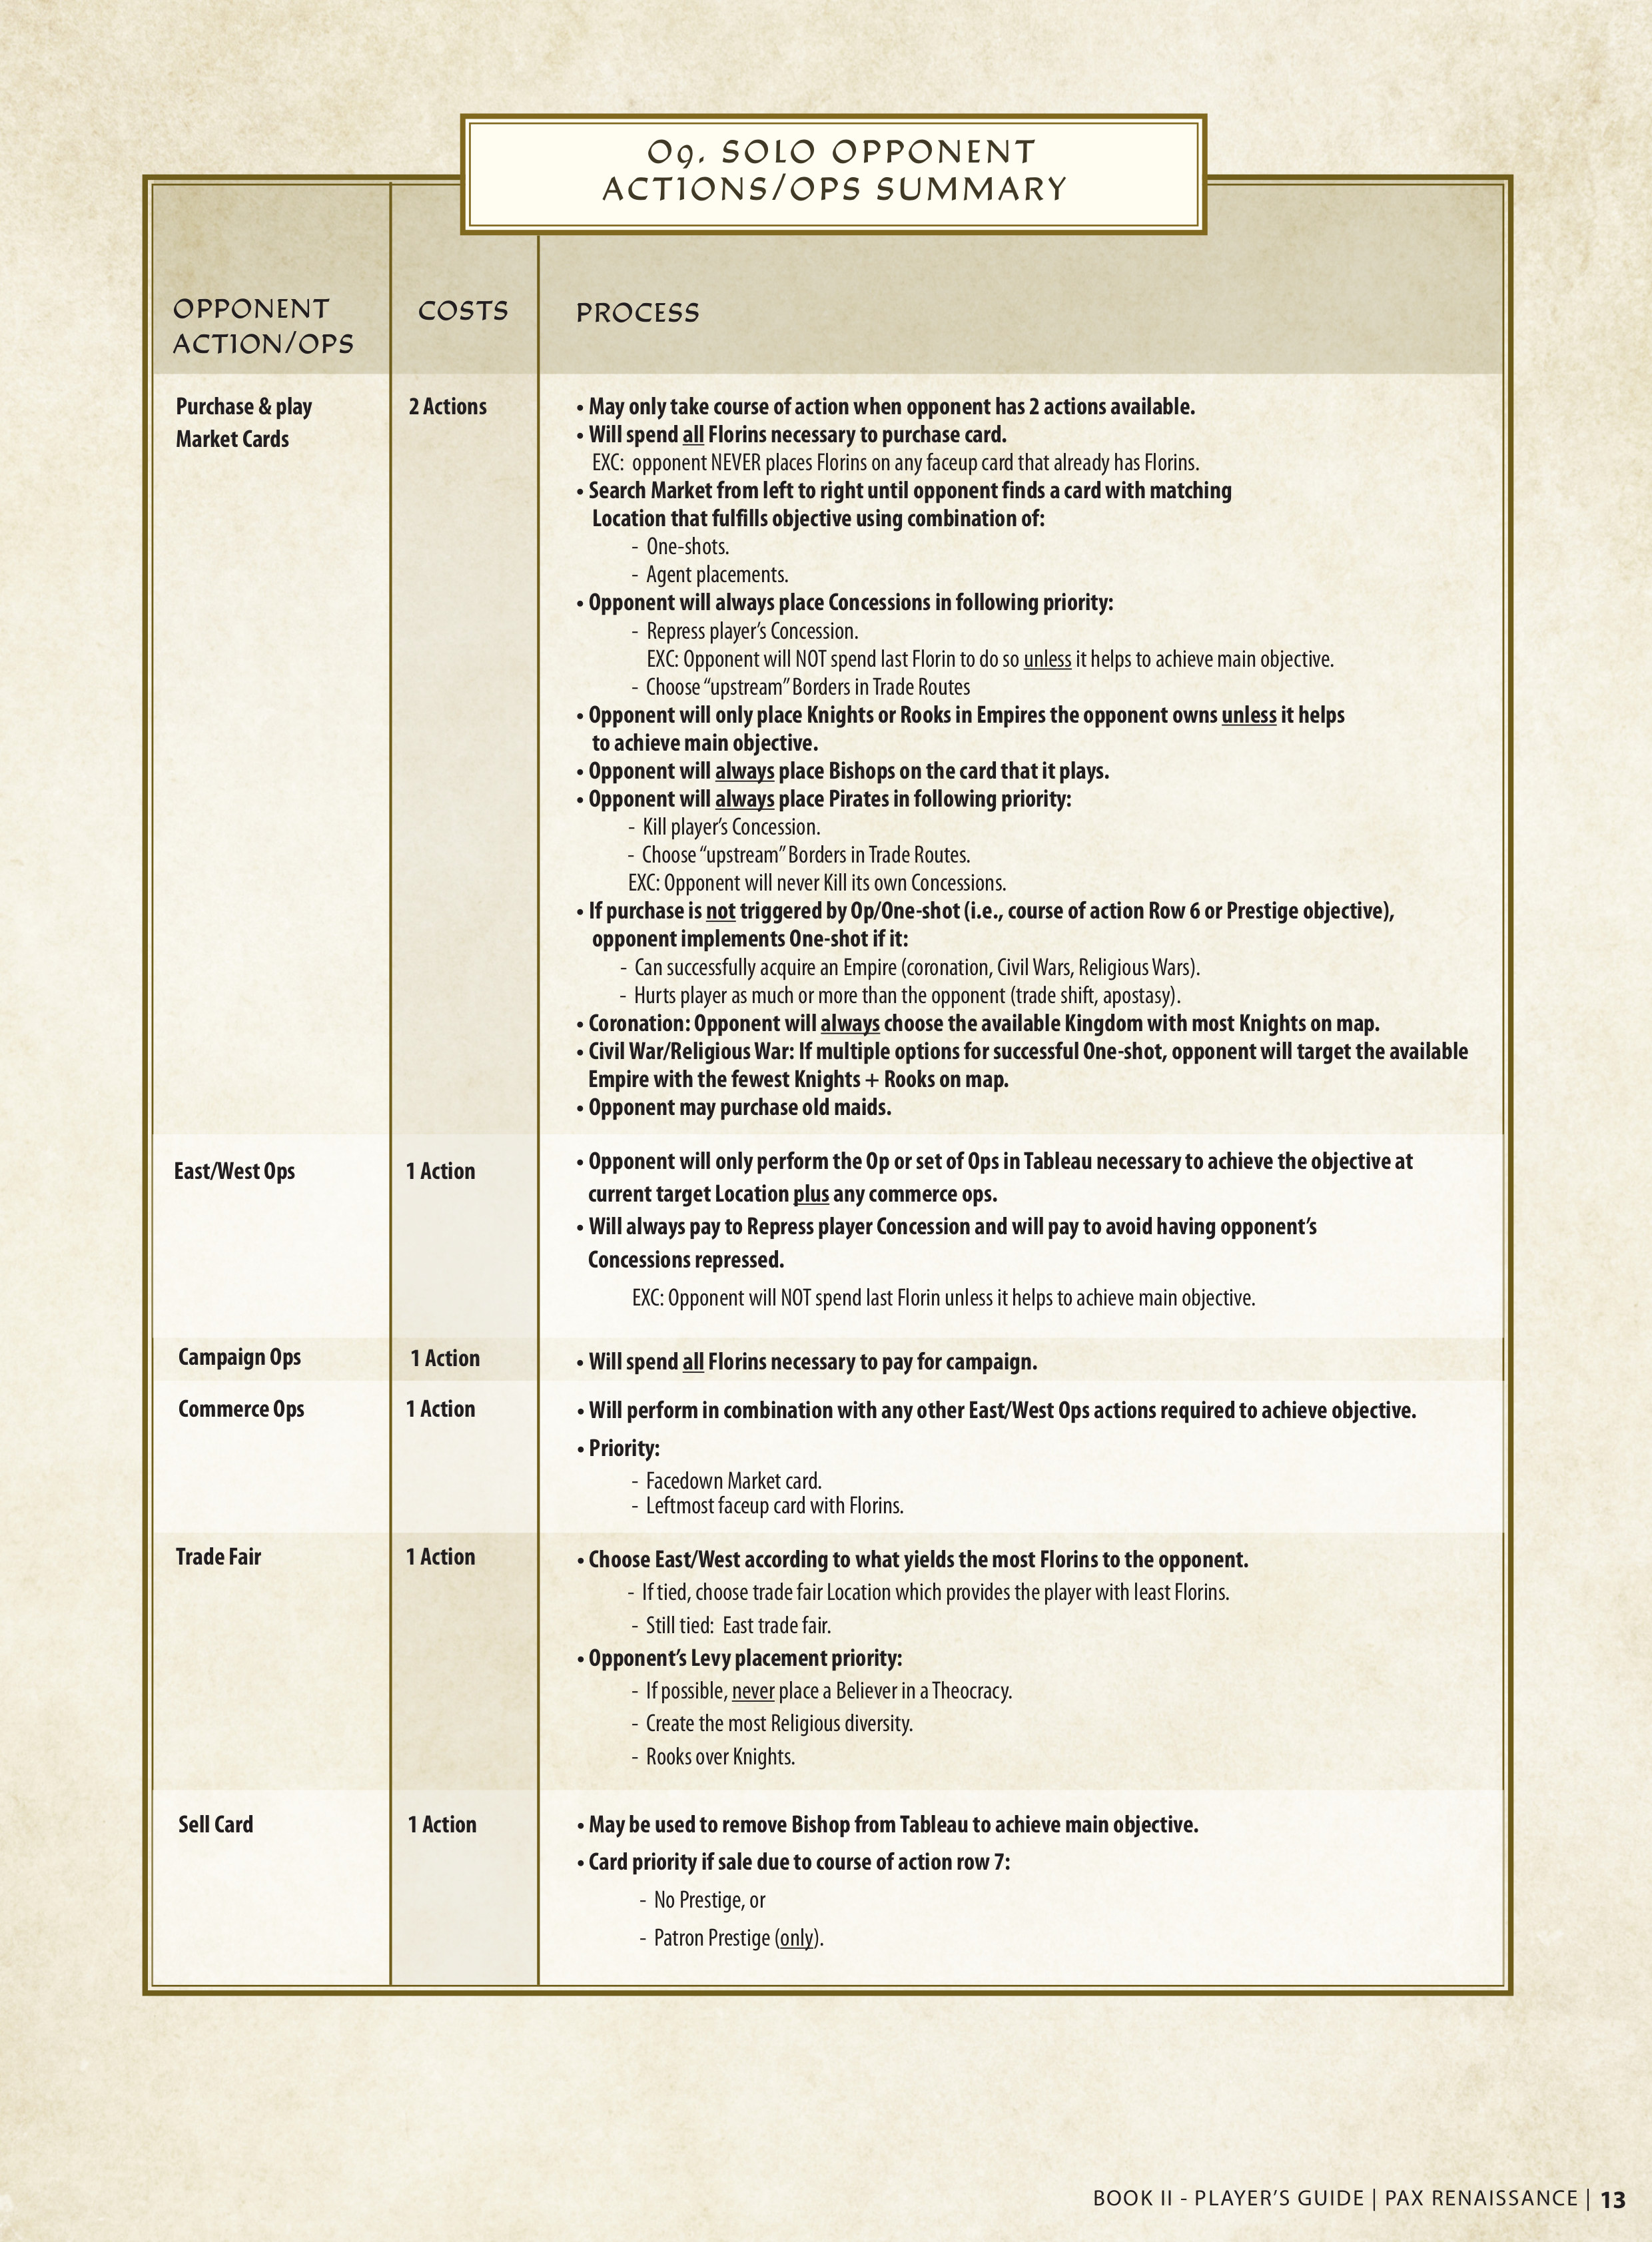 09. SOLO OPPONENT
ACTIONS/OPS SUMMARY
OPPONENT
ACTION/OPS
COSTS
PROCESS
Purchase & play
Market Cards
2 Actions
• May only take course of action when opponent has 2 actions available.
• Will spend all Florins necessary to purchase card.
EXC: opponent NEVER places Florins on any faceup card that already has Florins.
• Search Market from left to right until opponent finds a card with matching
Location that fulfills objective using combination of:
- One-shots.
- Agent placements.
• Opponent will always place Concessions in following priority:
- Repress player's Concession.
EXC: Opponent will NOT spend last Florin to do so unless it helps to achieve main objective.
- Choose "upstream" Borders in Trade Routes
• Opponent will only place Knights or Rooks in Empires the opponent owns unless it helps
to achieve main objective.
• Opponent will always place Bishops on the card that it plays.
• Opponent will always place Pirates in following priority:
- Kill player's Concession.
- Choose "upstream" Borders in Trade Routes.
EXC: Opponent will never Kill its own Concessions.
• If purchase is not triggered by Op/One-shot (i.e., course of action Row 6 or Prestige objective),
opponent implements One-shot if it:
- Can successfully acquire an Empire (coronation, Civil Wars, Religious Wars).
- Hurts player as much or more than the opponent (trade shift, apostasy).
• Coronation: Opponent will always choose the available Kingdom with most Knights on map.
• Civil War/Religious War: If multiple options for successful One-shot, opponent will target the available
Empire with the fewest Knights + Rooks on map.
• Opponent may purchase old maids.
East/West Ops
1 Action
• Opponent will only perform the Op or set of Ops in Tableau necessary to achieve the objective at
current target Location plus any commerce ops.
• Will always pay to Repress player Concession and will pay to avoid having opponent's
Concessions repressed.
EXC: Opponent will NOT spend last Florin unless it helps to achieve main objective.
Campaign Ops
1 Action
• Will spend all Florins necessary to pay for campaign.
Commerce Ops
1 Action
• Will perform in combination with any other East/West Ops actions required to achieve objective.
• Priority:
- Facedown Market card.
- Leftmost faceup card with Florins.
Trade Fair
1 Action
• Choose East/West according to what yields the most Florins to the opponent.
- If tied, choose trade fair Location which provides the player with least Florins.
- Still tied: East trade fair.
• Opponent's Levy placement priority:
- If possible, never place a Believer in a Theocracy.
- Create the most Religious diversity.
- Rooks over Knights.
Sell Card
1 Action
• May be used to remove Bishop from Tableau to achieve main objective.
• Card priority if sale due to course of action row 7:
- No Prestige, or
- Patron Prestige (only).
BOOK II - PLAYER'S GUIDE | PAX RENAISSANCE | 13